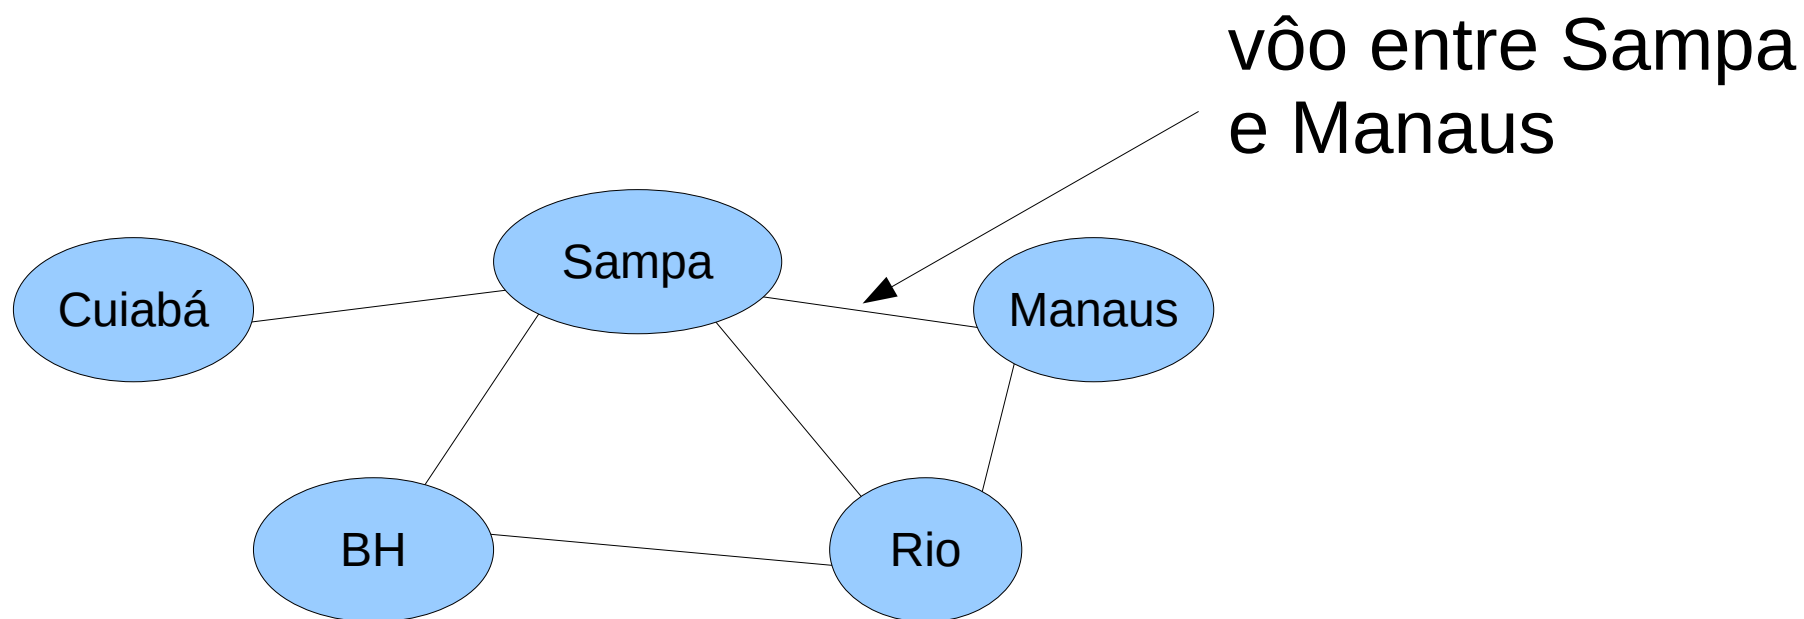 vôo entre Sampa
e Manaus
Sampa
Cuiabá
Manaus
BH
Rio